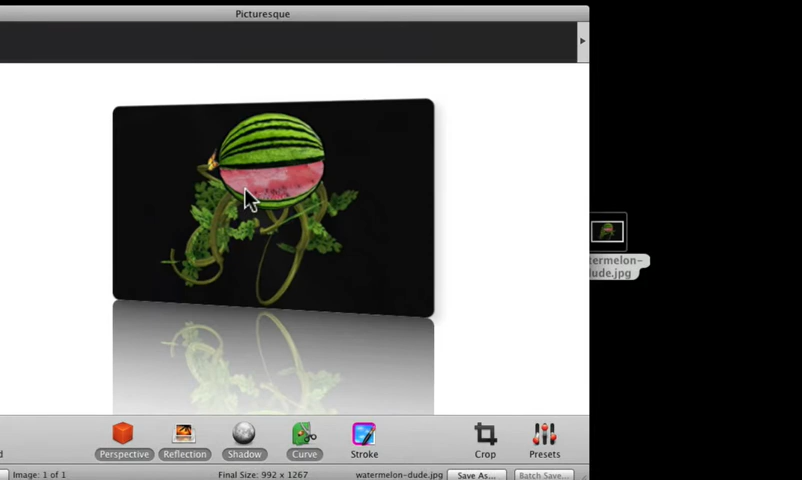 Picturesque
termelon-
dude.jpg
Perspective
Reflection
Shadow
Curve
Stroke
Crop
Presets
d
Image: 1 of 1
Final Size: 992 x 1267
watermelon-dude.jpg
Save As...
Batch Save...